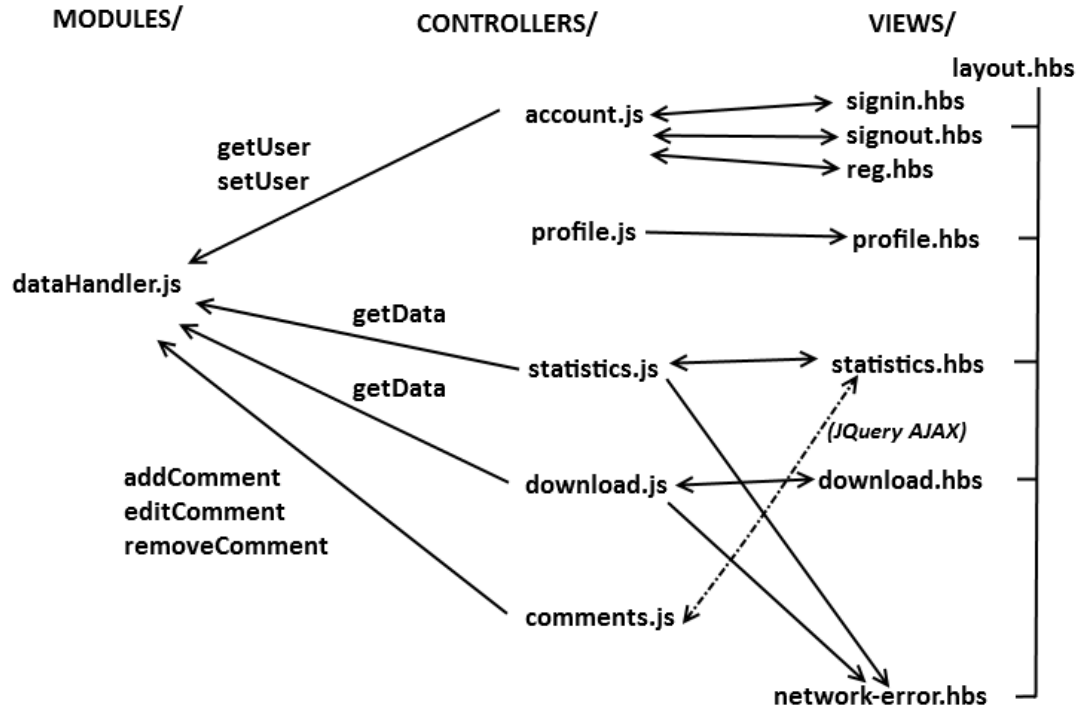 MODULES/
CONTROLLERS/
VIEWS/
layout.hbs
account.js
signin.hbs
signout.hbs
reg.hbs
getUser
setUser
profile.js
profile.hbs
dataHandler.js
getData
statistics.js
statistics.hbs
getData
(JQuery AJAX)
addComment
editComment
removeComment
download.js
download.hbs
comments.js
network-error.hbs